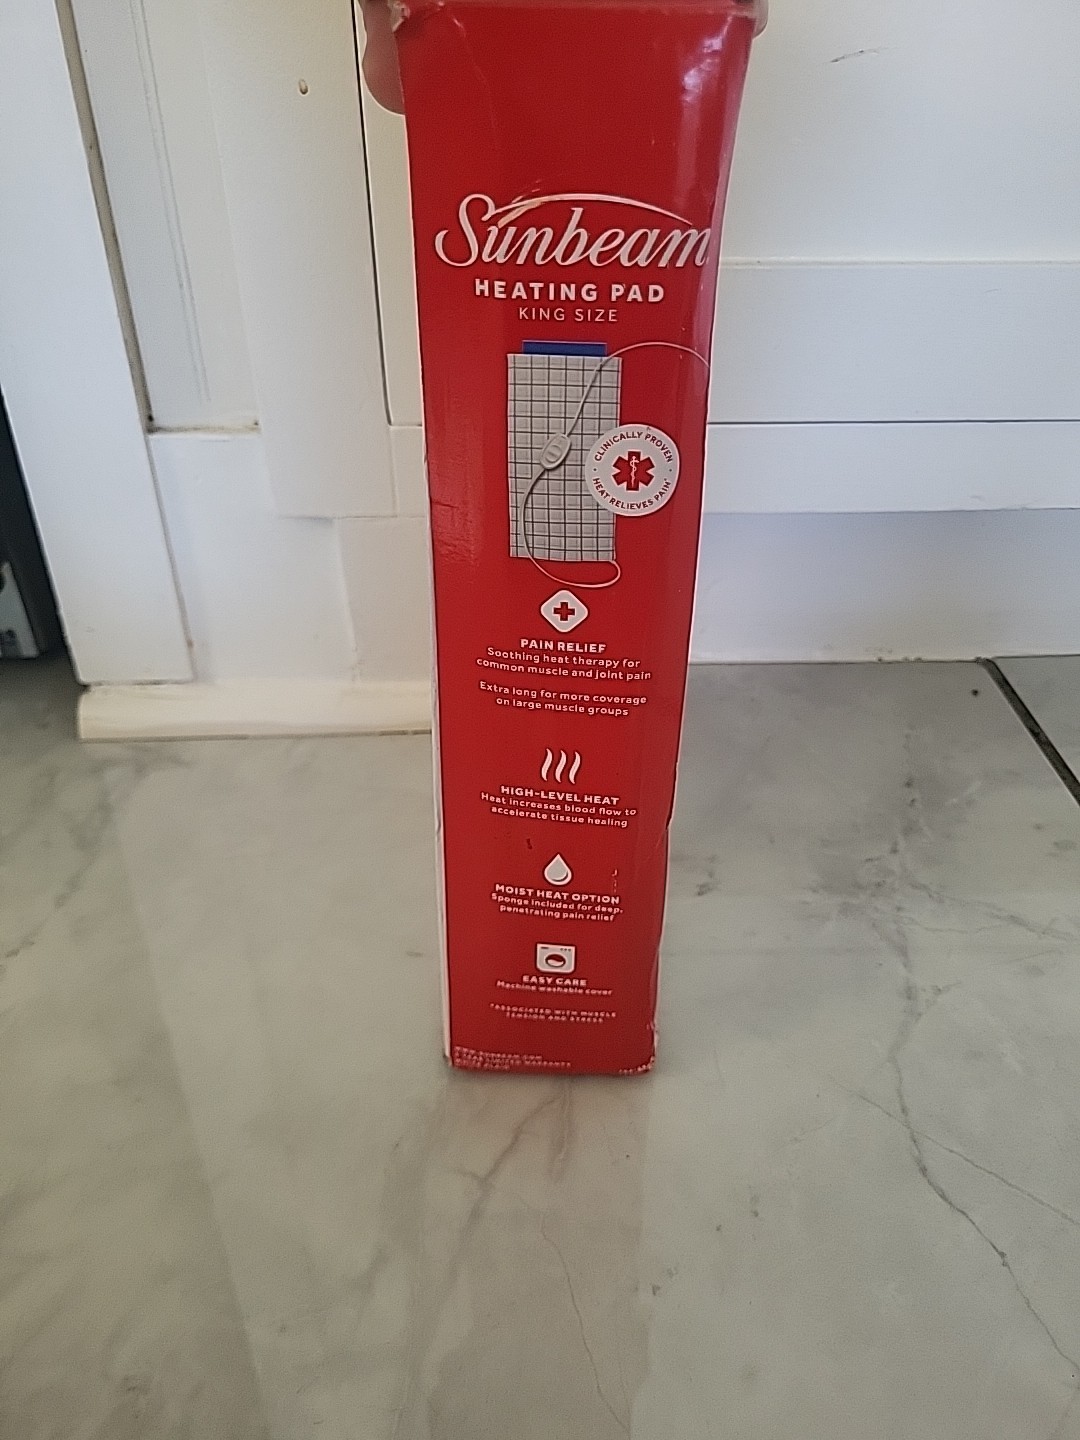 Sunbeam
HEATING PAD
KING SIZE
CLINICALLY PROVEN
HEAT RELIEVES PAIN*
PAIN RELIEF
Soothing heat therapy for
common muscle and joint pain
Extra long for more coverage
on large muscle groups
HIGH-LEVEL HEAT
Heat increases blood flow to
accelerate tissue healing
MOIST HEAT OPTION
Sponge included for deep-
penetrating pain relief
EASY CARE
Machine washable cover
*ASSOCIATED WITH MUSCLE
TENSION AND STRESS